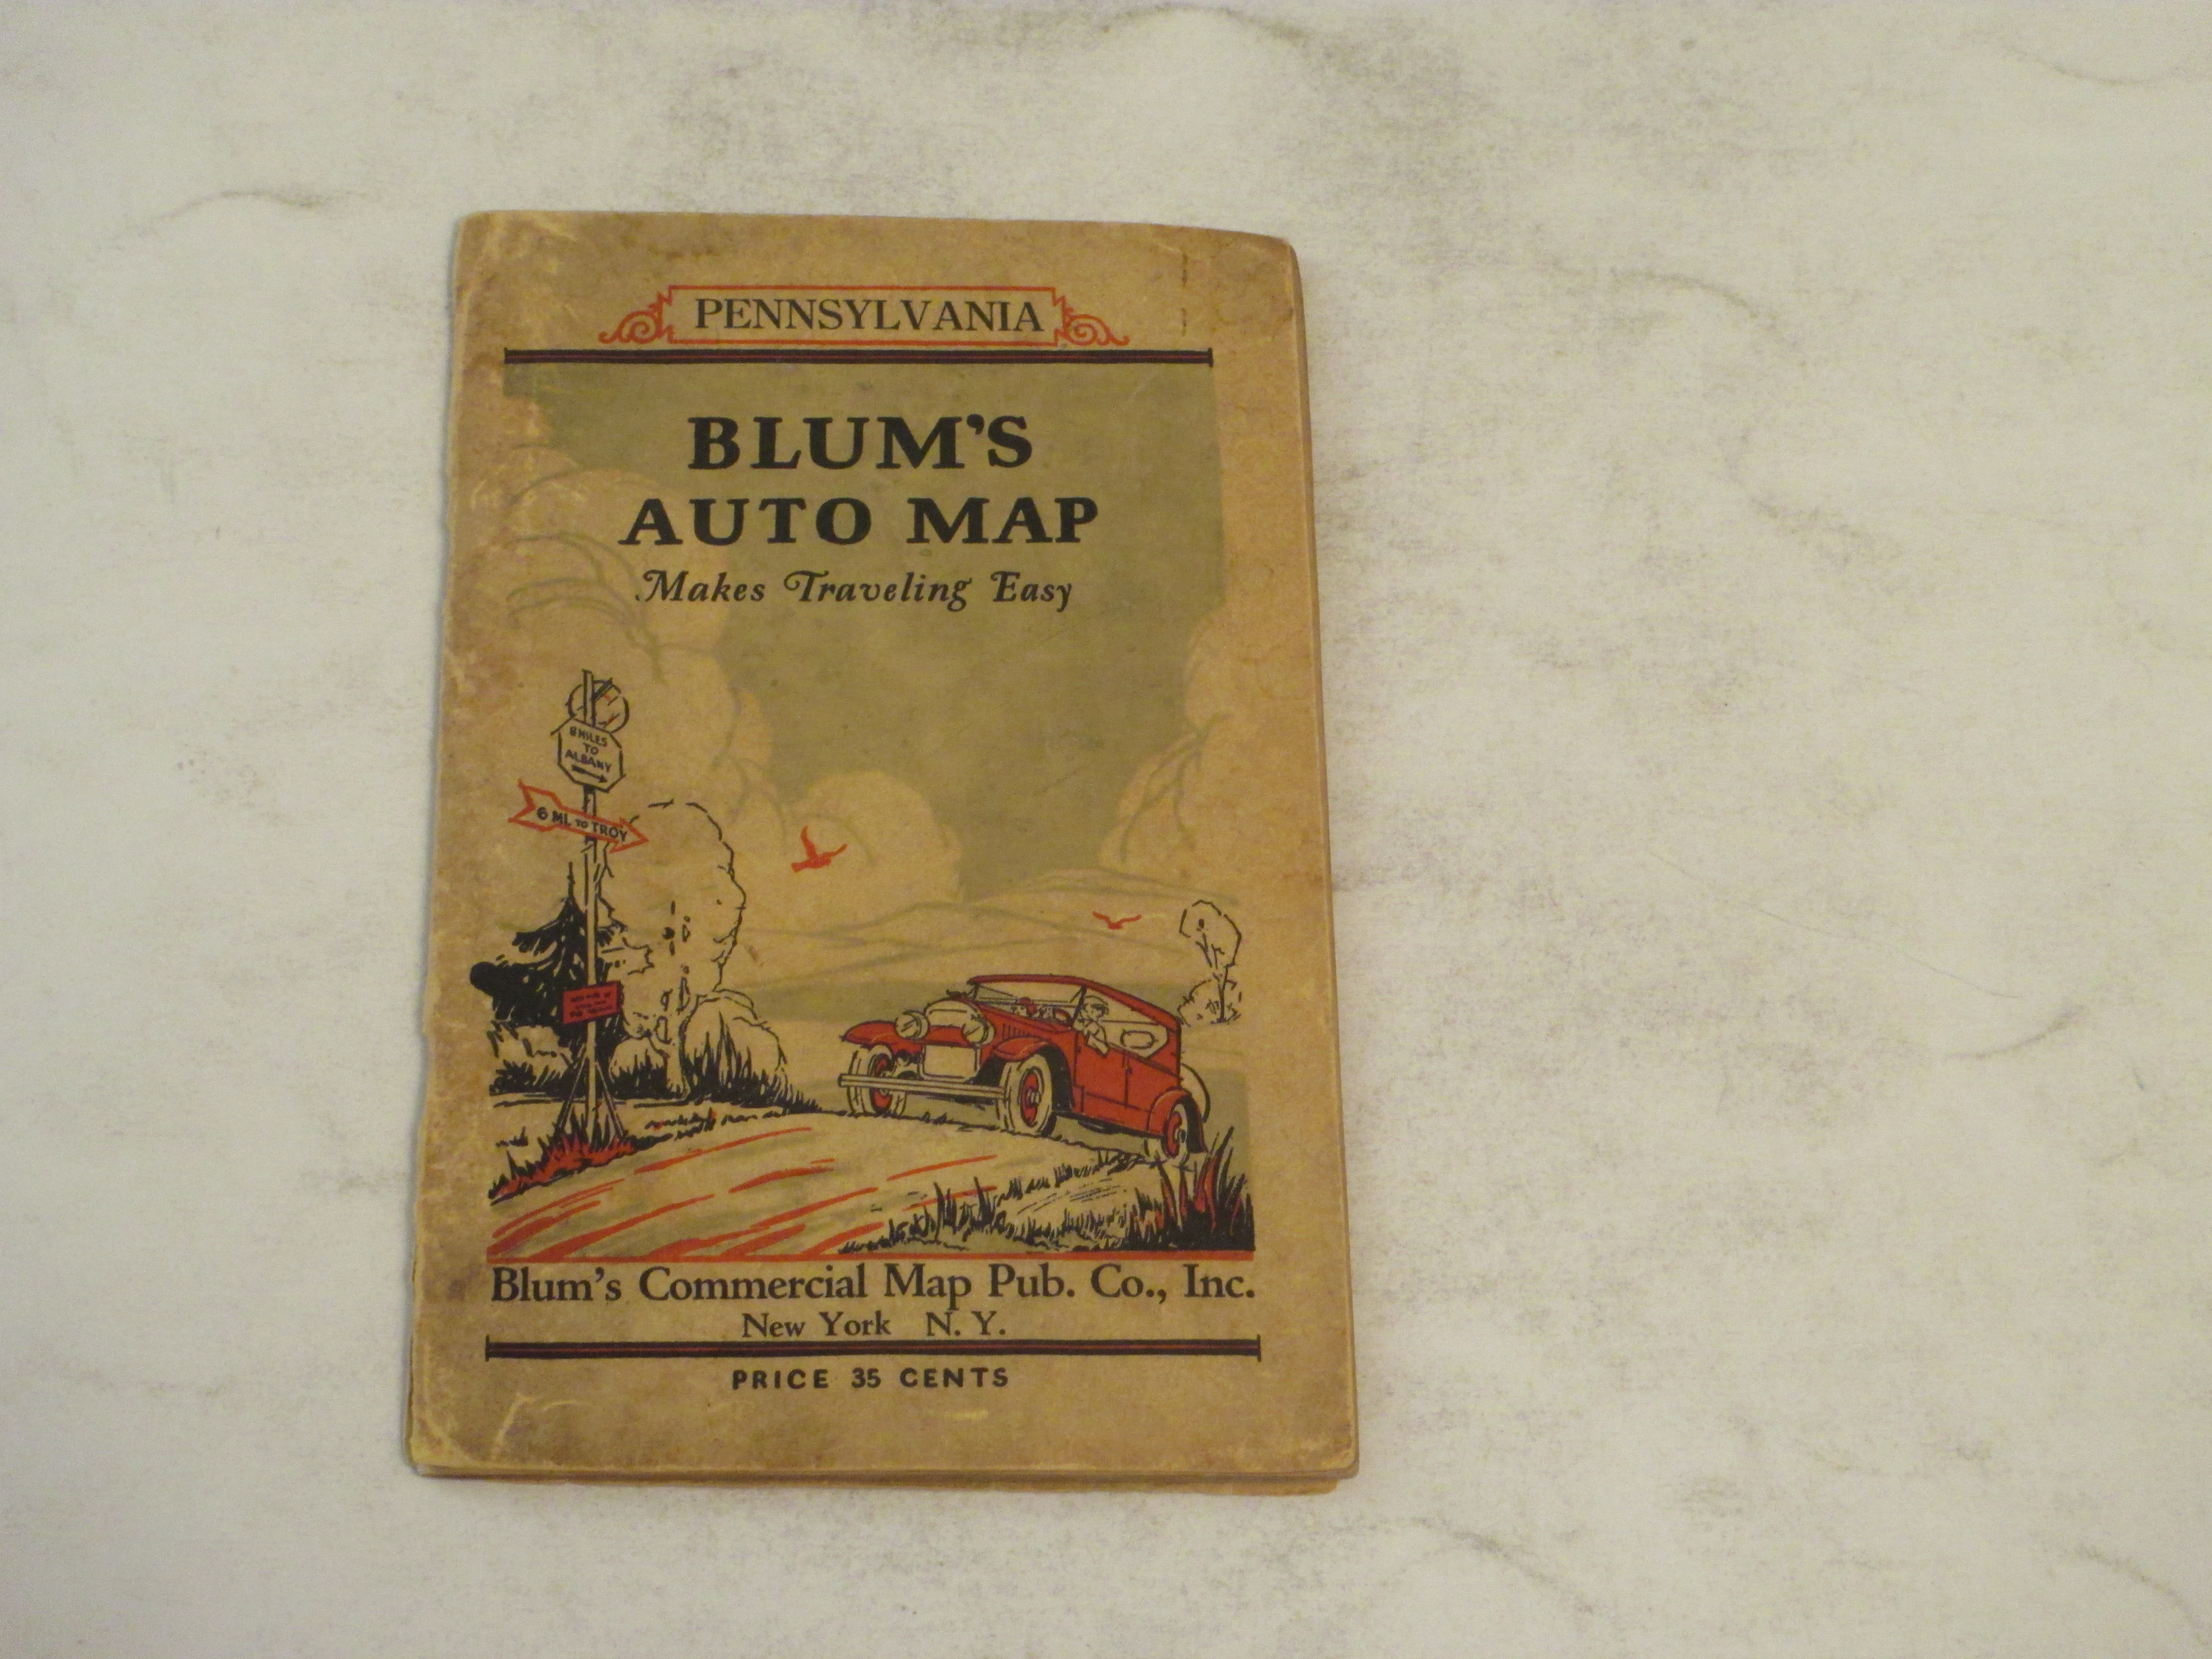 PENNSYLVANIA
BLUM'S
AUTO MAP
Makes Traveling Easy
8 MILES
TO
ALBANY
6 MI. TO TROY
Blum's Commercial Map Pub. Co., Inc.
New York N. Y.
PRICE 35 CENTS